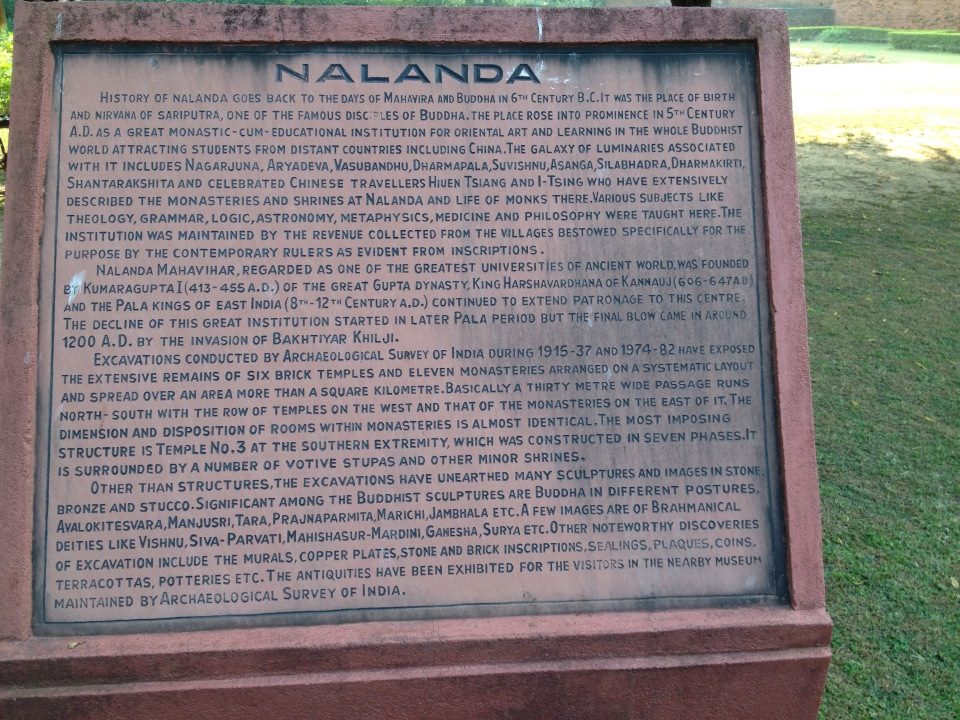 NALANDA
HISTORY OF NALANDA GOES BACK TO THE DAYS OF MAHAVIRA AND BUDDHA IN 6TH CENTURY B.C.IT WAS THE PLACE OF BIRTH
AND NIRVANA OF SARIPUTRA, ONE OF THE FAMOUS DISCIPLES OF BUDDHA. THE PLACE ROSE INTO PROMINENCE IN 5TH CENTURY
A.D. AS A GREAT MONASTIC-CUM-EDUCATIONAL INSTITUTION FOR ORIENTAL ART AND LEARNING IN THE WHOLE BUDDHIST
WORLD ATTRACTING STUDENTS FROM DISTANT COUNTRIES INCLUDING CHINA.THE GALAXY OF LUMINARIES ASSOCIATED
WITH IT INCLUDES NAGARJUNA, ARYADEVA, VASUBANDHU, DHARMAPALA, SUVISHNU, ASANGA, SILABHADRA, DHARMAKIRTI,
SHANTARAKSHITA AND CELEBRATED CHINESE TRAVELLERS HIUEN TSIANG AND I-TSING WHO HAVE EXTENSIVELY
DESCRIBED THE MONASTERIES AND SHRINES AT NALANDA AND LIFE OF MONKS THERE.VARIOUS SUBJECTS LIKE
THEOLOGY, GRAMMAR, LOGIC, ASTRONOMY, METAPHYSICS, MEDICINE AND PHILOSOPHY WERE TAUGHT HERE.THE
INSTITUTION WAS MAINTAINED BY THE REVENUE COLLECTED FROM THE VILLAGES BESTOWED SPECIFICALLY FOR THE
PURPOSE BY THE CONTEMPORARY RULERS AS EVIDENT FROM INSCRIPTIONS.
NALANDA MAHAVIHAR, REGARDED AS ONE OF THE GREATEST UNIVERSITIES OF ANCIENT WORLD, WAS FOUNDED
BY KUMARAGUPTA I (413-455 A.D.) OF THE GREAT GUPTA DYNASTY, KING HARSHAVARDHANA OF KANNAUJ (606-647A.D)
AND THE PALA KINGS OF EAST INDIA (8TH-12TH CENTURY A.D.) CONTINUED TO EXTEND PATRONAGE TO THIS CENTRE.
THE DECLINE OF THIS GREAT INSTITUTION STARTED IN LATER PALA PERIOD BUT THE FINAL BLOW CAME IN AROUND
1200 A.D. BY THE INVASION OF BAKHTIYAR KHILJI.
EXCAVATIONS CONDUCTED BY ARCHAEOLOGICAL SURVEY OF INDIA DURING 1915-37 AND 1974-82 HAVE EXPOSED
THE EXTENSIVE REMAINS OF SIX BRICK TEMPLES AND ELEVEN MONASTERIES ARRANGED ON A SYSTEMATIC LAYOUT
AND SPREAD OVER AN AREA MORE THAN A SQUARE KILOMETRE.BASICALLY A THIRTY METRE WIDE PASSAGE RUNS
NORTH-SOUTH WITH THE ROW OF TEMPLES ON THE WEST AND THAT OF THE MONASTERIES ON THE EAST OF IT.THE
DIMENSION AND DISPOSITION OF ROOMS WITHIN MONASTERIES IS ALMOST IDENTICAL.THE MOST IMPOSING
STRUCTURE IS TEMPLE NO.3 AT THE SOUTHERN EXTREMITY, WHICH WAS CONSTRUCTED IN SEVEN PHASES.IT
IS SURROUNDED BY A NUMBER OF VOTIVE STUPAS AND OTHER MINOR SHRINES.
OTHER THAN STRUCTURES, THE EXCAVATIONS HAVE UNEARTHED MANY SCULPTURES AND IMAGES IN STONE,
BRONZE AND STUCCO.SIGNIFICANT AMONG THE BUDDHIST SCULPTURES ARE BUDDHA IN DIFFERENT POSTURES,
AVALOKITESVARA, MANJUSRI, TARA, PRAJNAPARMITA, MARICHI, JAMBHALA ETC. A FEW IMAGES ARE OF BRAHMANICAL
DEITIES LIKE VISHNU, SIVA-PARVATI, MAHISHASUR-MARDINI, GANESHA, SURYA ETC. OTHER NOTEWORTHY DISCOVERIES
OF EXCAVATION INCLUDE THE MURALS, COPPER PLATES, STONE AND BRICK INSCRIPTIONS, SEALINGS, PLAQUES, COINS,
TERRACOTTAS, POTTERIES ETC. THE ANTIQUITIES HAVE BEEN EXHIBITED FOR THE VISITORS IN THE NEARBY MUSEUM
MAINTAINED BY ARCHAEOLOGICAL SURVEY OF INDIA.